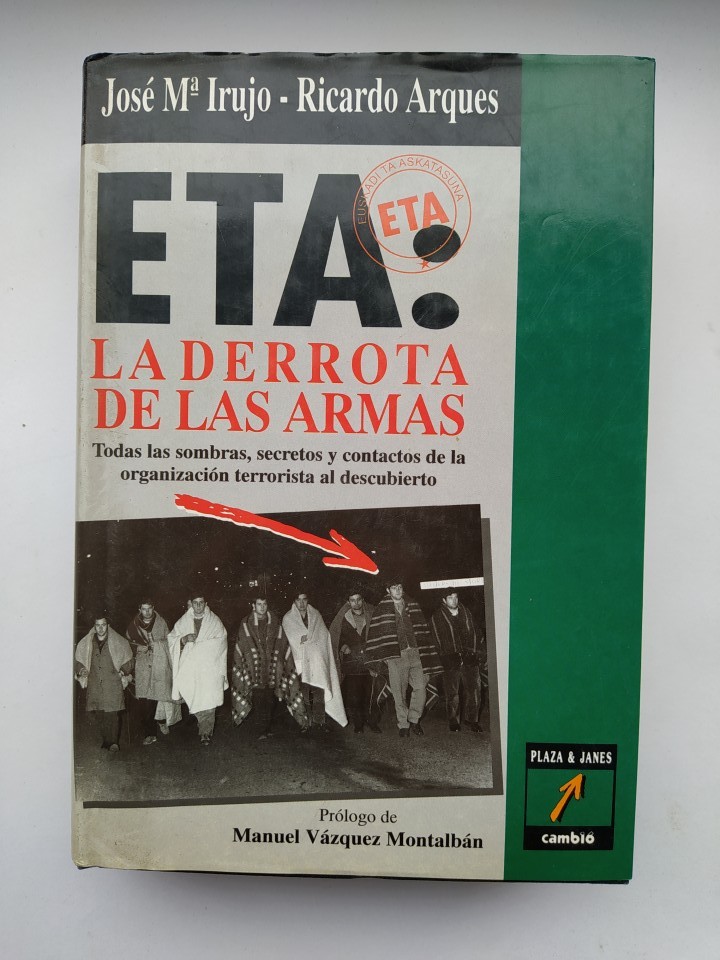 José Mª Irujo - Ricardo Arques
ETA:
EUSKADI TA ASKATASUNA
ETA
LA DERROTA
DE LAS ARMAS
Todas las sombras, secretos y contactos de la
organización terrorista al descubierto
Prólogo de
Manuel Vázquez Montalbán
PLAZA & JANES
cambió